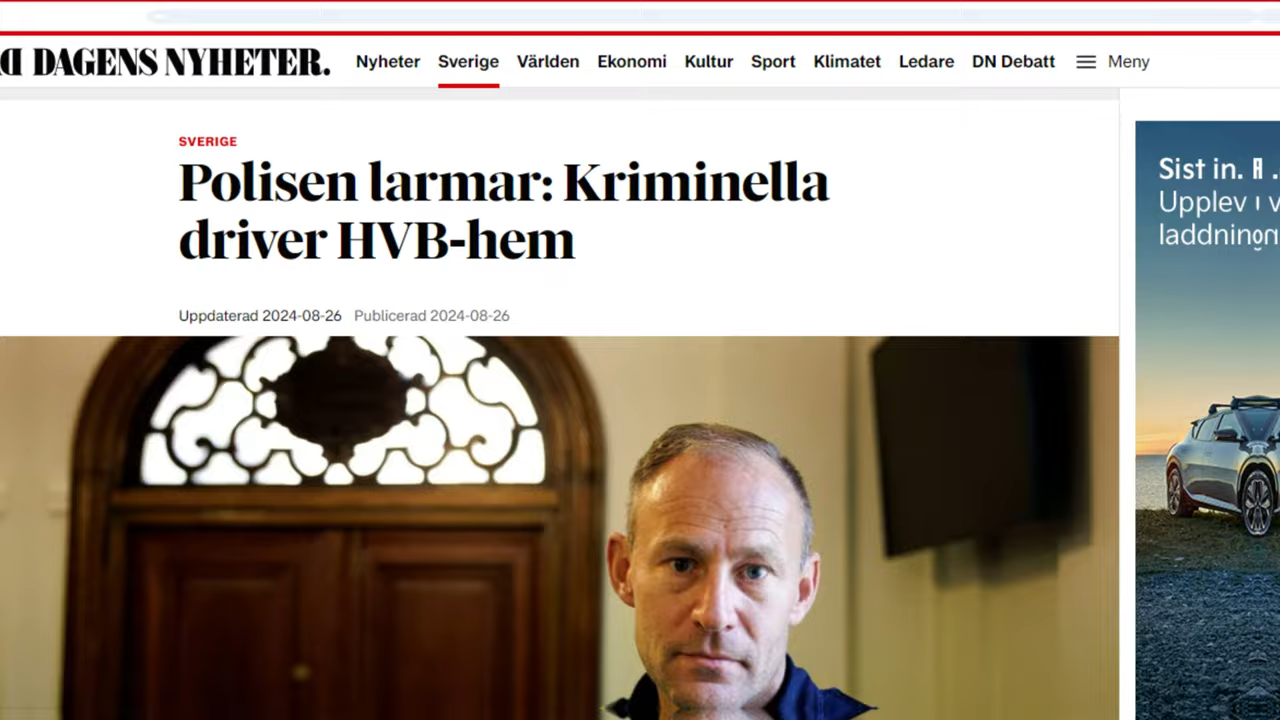 DAGENS NYHETER.
Nyheter Sverige Världen Ekonomi Kultur Sport Klimatet Ledare DN Debatt Meny
SVERIGE
Polisen larmar: Kriminella
driver HVB-hem
Uppdaterad 2024-08-26 Publicerad 2024-08-26
Sist in.
Upplev